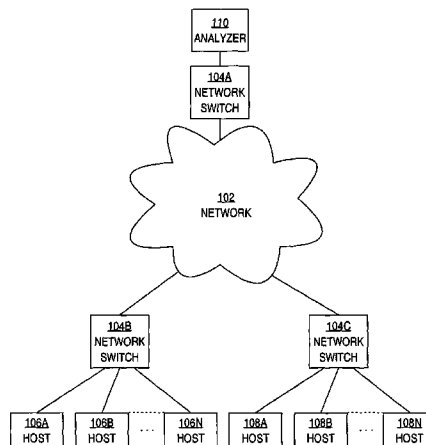 110
ANALYZER
104A
NETWORK
SWITCH
102
NETWORK
104B
NETWORK
SWITCH
104C
NETWORK
SWITCH
106A
HOST
106B
HOST
...
106N
HOST
108A
HOST
108B
HOST
...
108N
HOST